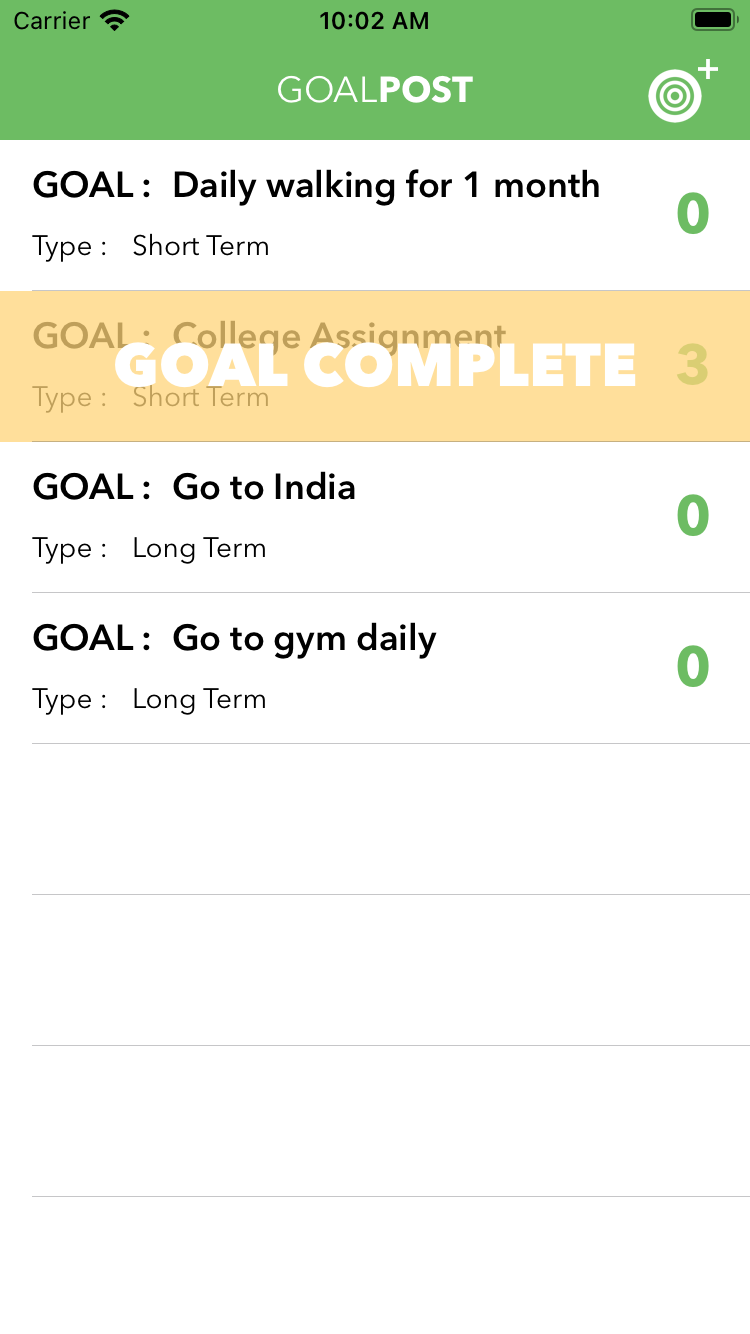 Carrier 10:02 AM
GOALPOST
GOAL : Daily walking for 1 month
0
Type : Short Term
GOAL : College Assignment
GOAL COMPLETE
3
Type : Short Term
GOAL : Go to India
0
Type : Long Term
GOAL : Go to gym daily
0
Type : Long Term